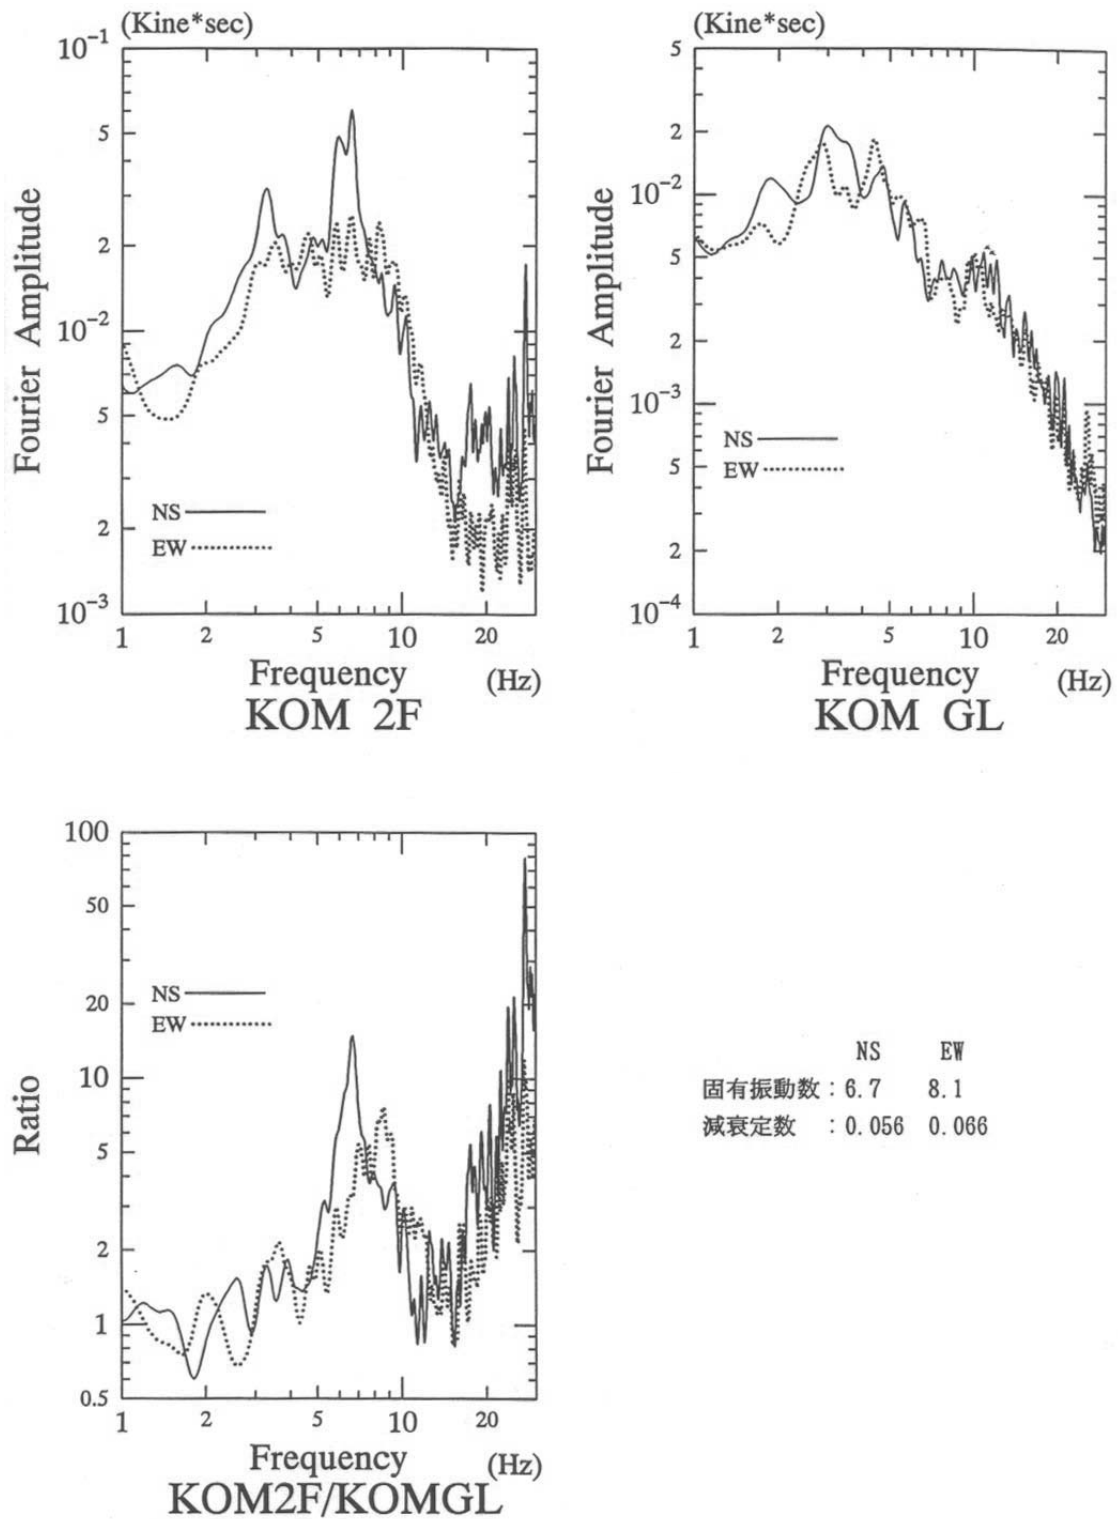 (Kine*sec)
10⁻¹
5
2
10⁻²
5
2
10⁻³
Fourier Amplitude
NS
EW
1 2 5 10 20
Frequency (Hz)
KOM 2F
(Kine*sec)
5
2
10⁻²
5
2
10⁻³
5
2
10⁻⁴
Fourier Amplitude
NS
EW
1 2 5 10 20
Frequency (Hz)
KOM GL
100
50
20
10
5
2
1
0.5
Ratio
NS
EW
1 2 5 10 20
Frequency (Hz)
KOM2F/KOMGL
NS EW
固有振動数 : 6.7 8.1
減衰定数 : 0.056 0.066